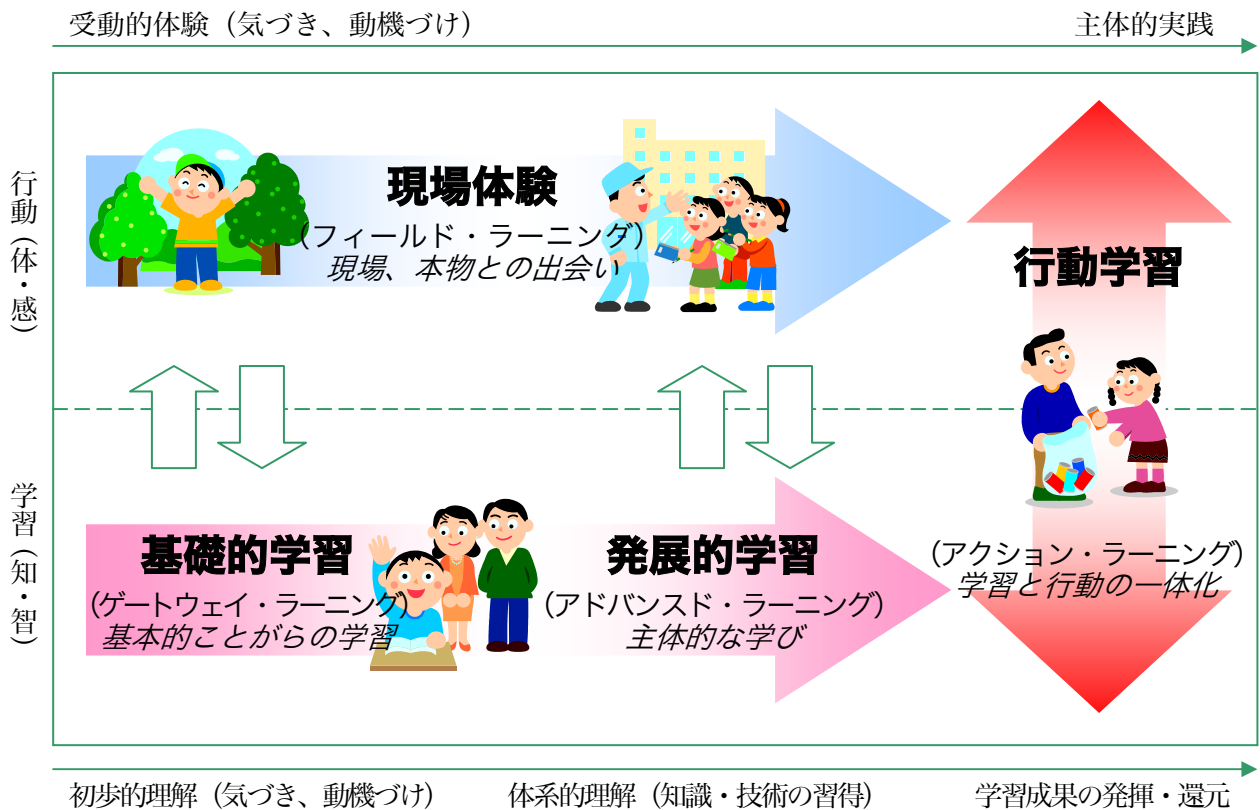 受動的体験（気づき、動機づけ）
主体的実践
行動（体・感）
現場体験
（フィールド・ラーニング）
現場、本物との出会い
行動学習
学習（知・智）
基礎的学習
（ゲートウェイ・ラーニング）
基本的ことがらの学習
発展的学習
（アドバンスド・ラーニング）
主体的な学び
（アクション・ラーニング）
学習と行動の一体化
初歩的理解（気づき、動機づけ）
体系的理解（知識・技術の習得）
学習成果の発揮・還元